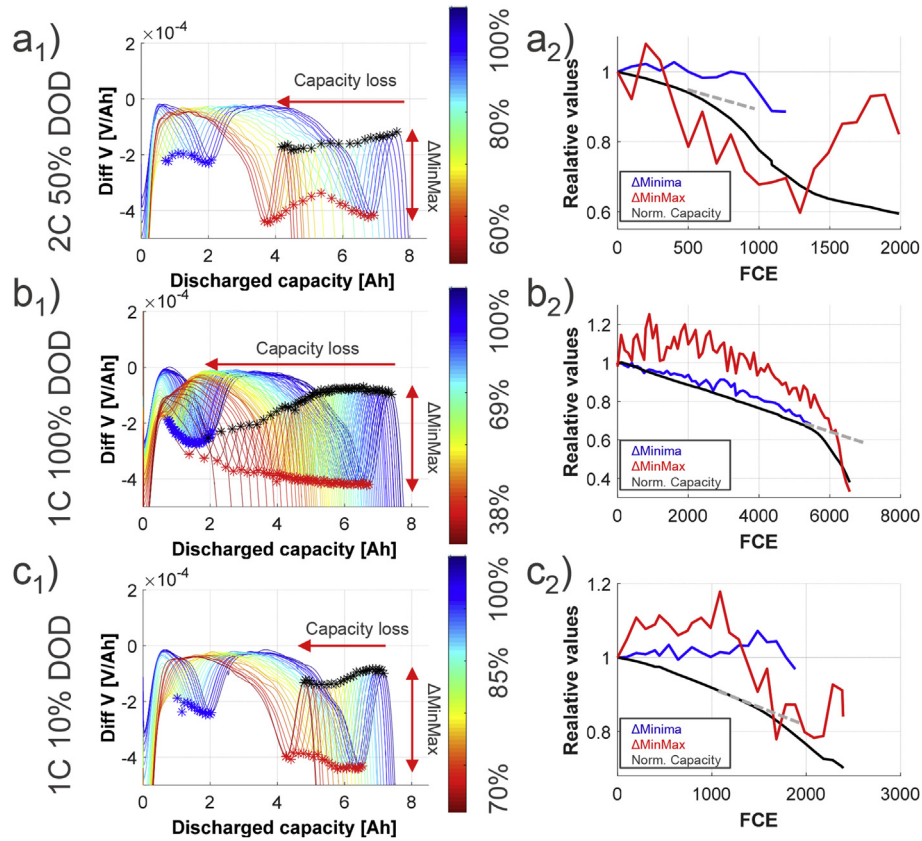 a1)
2C 50% DOD
×10^-4
2
0
-2
-4
Diff V [V/Ah]
Capacity loss
ΔMinMax
0 2 4 6 8
Discharged capacity [Ah]
100%
80%
60%
a2)
Realative values
1
0.8
0.6
ΔMinima
ΔMinMax
Norm. Capacity
0 500 1000 1500 2000
FCE
b1)
1C 100% DOD
×10^-4
2
0
-2
-4
Diff V [V/Ah]
Capacity loss
ΔMinMax
0 2 4 6 8
Discharged capacity [Ah]
100%
69%
38%
b2)
Realative values
1.2
1
0.8
0.6
0.4
ΔMinima
ΔMinMax
Norm. Capacity
0 2000 4000 6000 8000
FCE
c1)
1C 10% DOD
×10^-4
2
0
-2
-4
Diff V [V/Ah]
Capacity loss
ΔMinMax
0 2 4 6 8
Discharged capacity [Ah]
100%
85%
70%
c2)
Realative values
1.2
1
0.8
ΔMinima
ΔMinMax
Norm. Capacity
0 1000 2000 3000
FCE